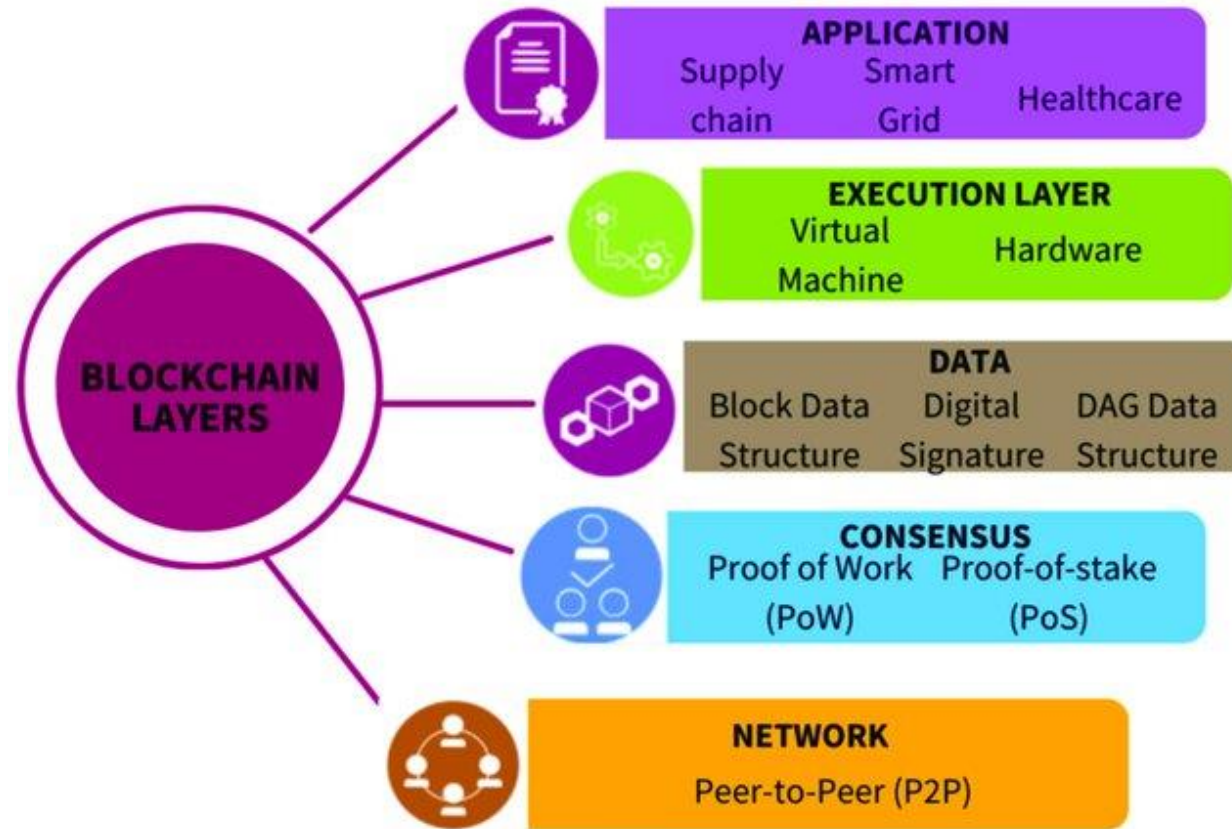 BLOCKCHAIN
LAYERS
APPLICATION
Supply chain
Smart Grid
Healthcare
EXECUTION LAYER
Virtual Machine
Hardware
DATA
Block Data Structure
Digital Signature
DAG Data Structure
CONSENSUS
Proof of Work (PoW)
Proof-of-stake (PoS)
NETWORK
Peer-to-Peer (P2P)